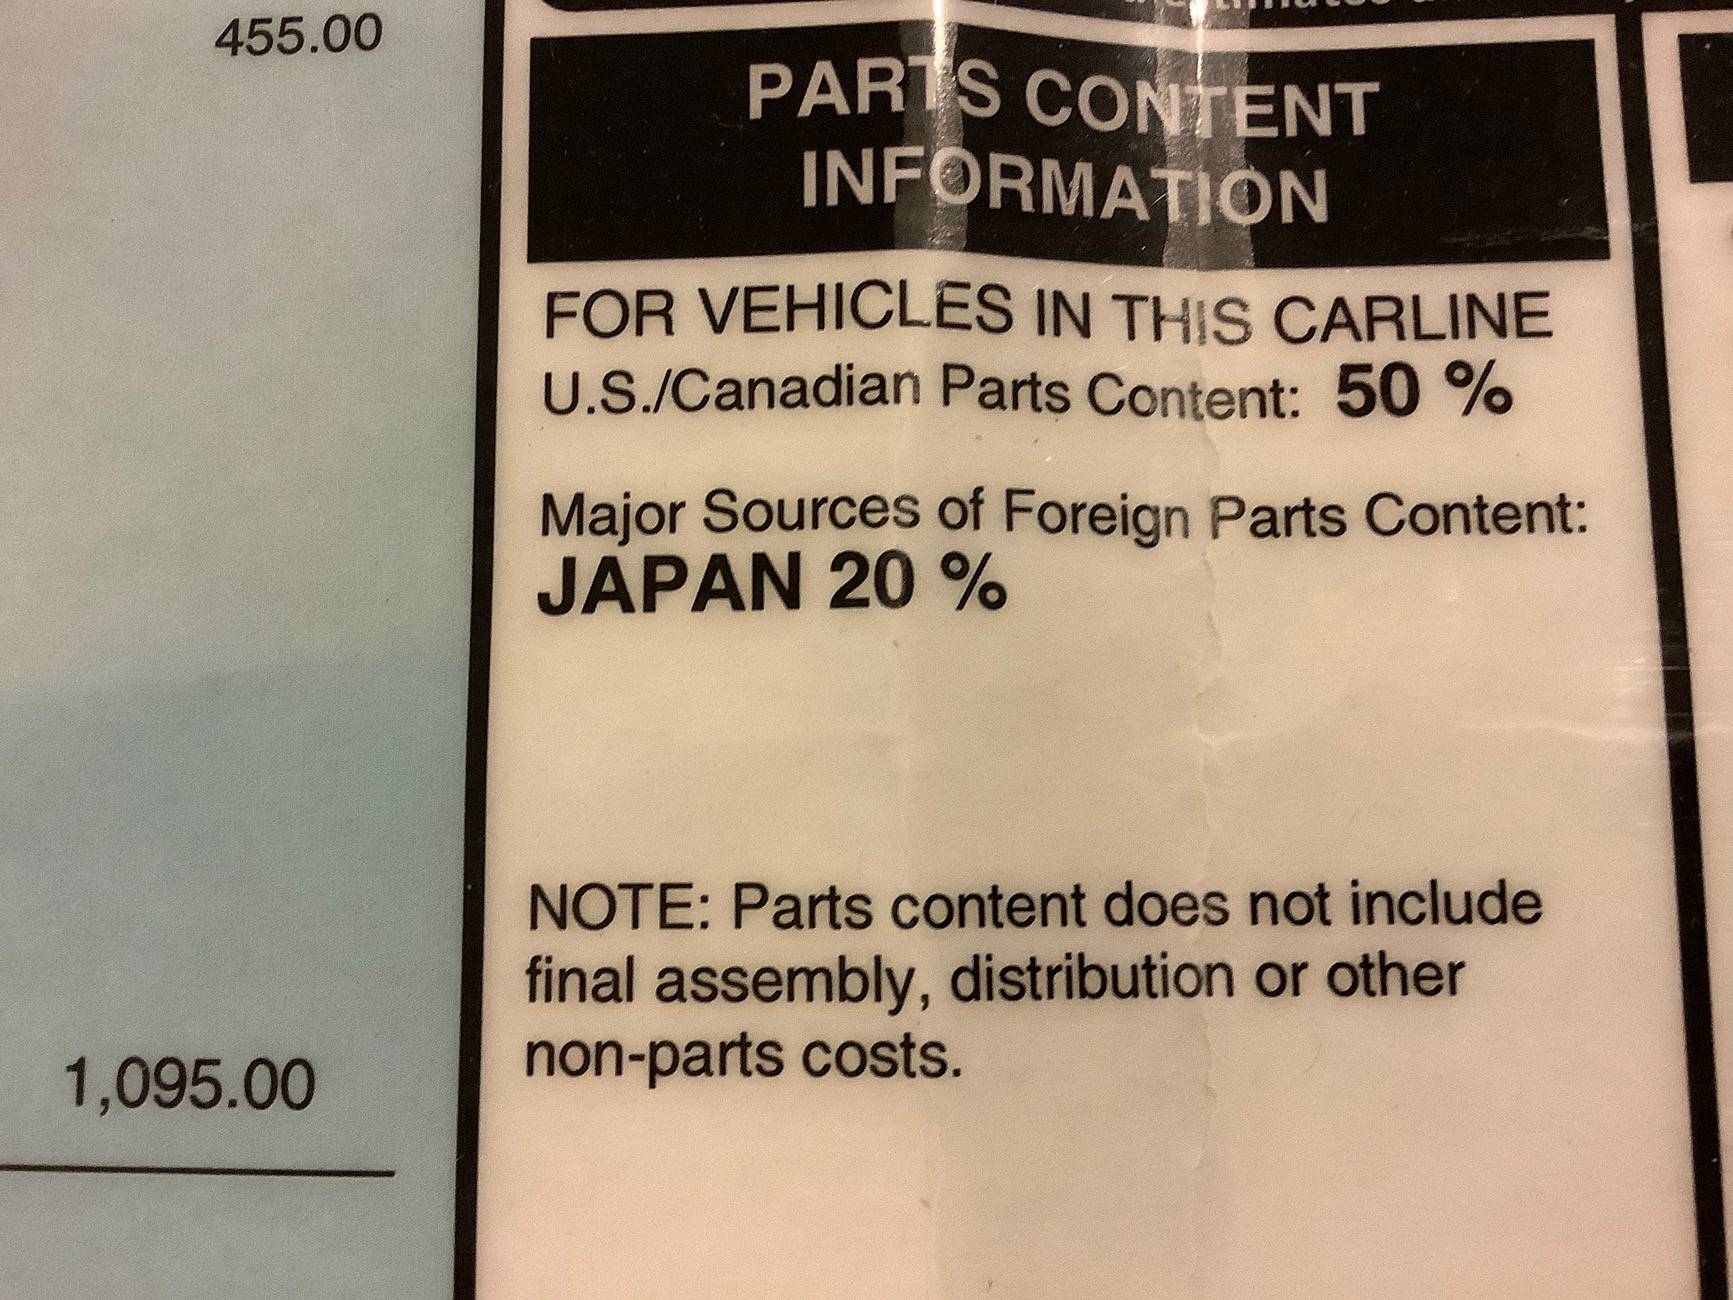 455.00
PARTS CONTENT
INFORMATION
FOR VEHICLES IN THIS CARLINE
U.S./Canadian Parts Content: 50 %
Major Sources of Foreign Parts Content:
JAPAN 20 %
NOTE: Parts content does not include
final assembly, distribution or other
non-parts costs.
1,095.00